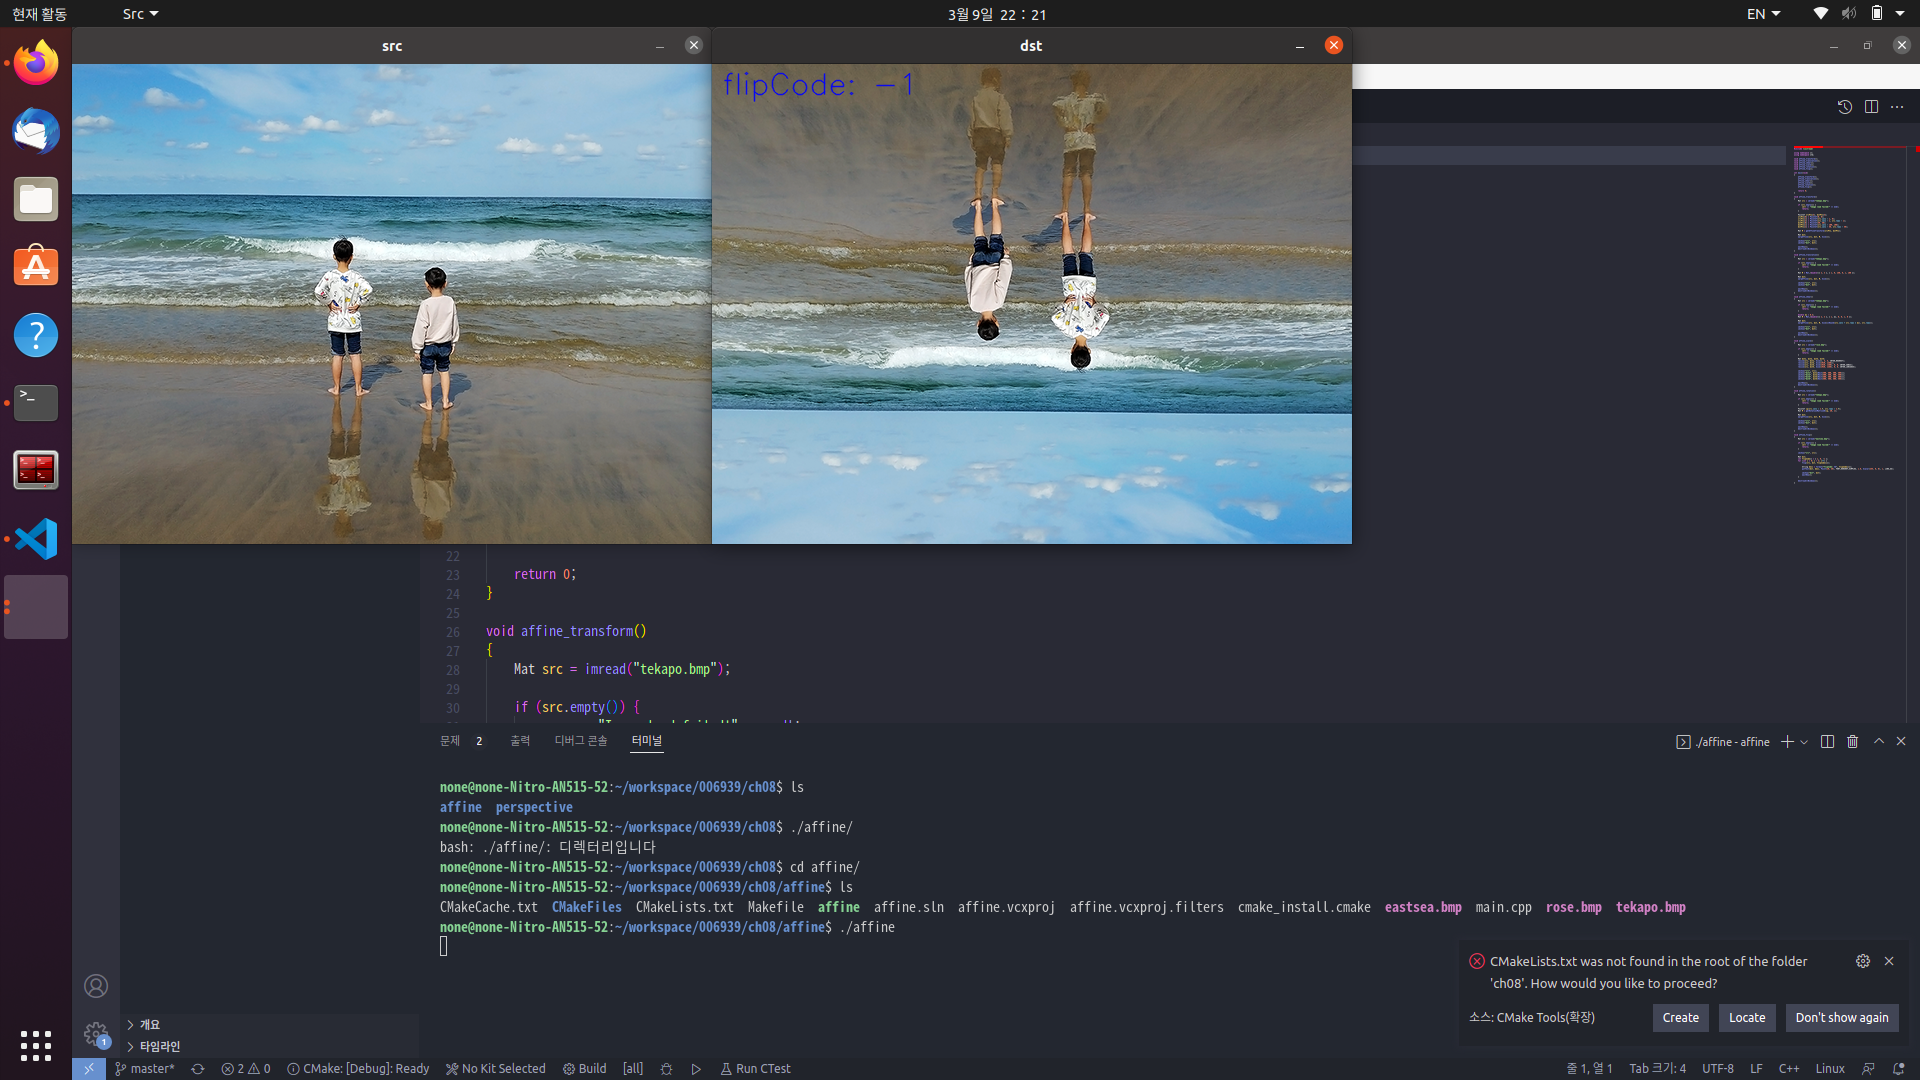 현재 활동
Src
3월 9일 22 : 21
EN
src
dst
flipCode: -1
22
23 return 0;
24 }
25
26 void affine_transform()
27 {
28 Mat src = imread("tekapo.bmp");
29
30 if (src.empty()) {
문제 2 출력 디버그 콘솔 터미널
./affine - affine
none@none-Nitro-AN515-52:~/workspace/006939/ch08$ ls
affine perspective
none@none-Nitro-AN515-52:~/workspace/006939/ch08$ ./affine/
bash: ./affine/: 디렉터리입니다
none@none-Nitro-AN515-52:~/workspace/006939/ch08$ cd affine/
none@none-Nitro-AN515-52:~/workspace/006939/ch08/affine$ ls
CMakeCache.txt CMakeFiles CMakeLists.txt Makefile affine affine.sln affine.vcxproj affine.vcxproj.filters cmake_install.cmake eastsea.bmp main.cpp rose.bmp tekapo.bmp
none@none-Nitro-AN515-52:~/workspace/006939/ch08/affine$ ./affine
CMakeLists.txt was not found in the root of the folder
'ch08'. How would you like to proceed?
소스: CMake Tools(확장)
Create
Locate
Don't show again
1
개요
타임라인
master* 2 0 CMake: [Debug]: Ready No Kit Selected Build [all] Run CTest
줄 1, 열 1 Tab 크기: 4 UTF-8 LF C++ Linux